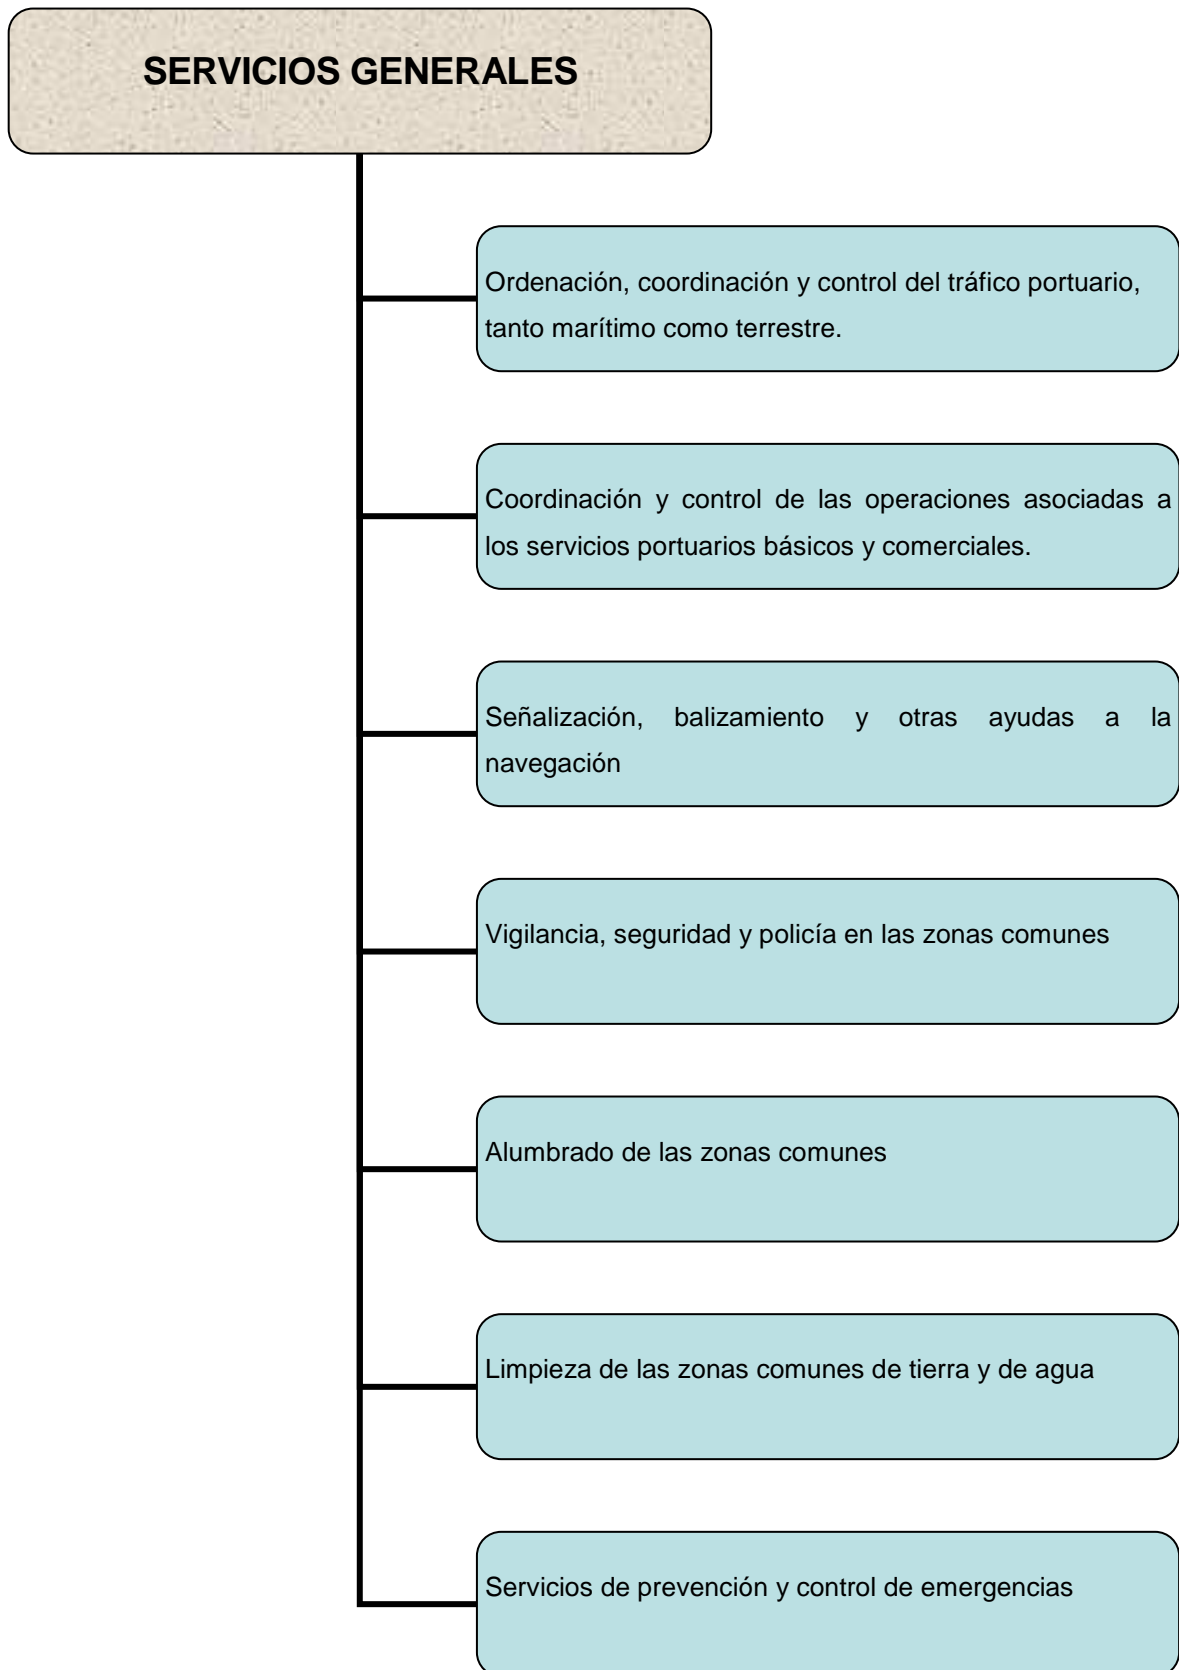 SERVICIOS GENERALES
Ordenación, coordinación y control del tráfico portuario,
tanto marítimo como terrestre.
Coordinación y control de las operaciones asociadas a
los servicios portuarios básicos y comerciales.
Señalización, balizamiento y otras ayudas a la
navegación
Vigilancia, seguridad y policía en las zonas comunes
Alumbrado de las zonas comunes
Limpieza de las zonas comunes de tierra y de agua
Servicios de prevención y control de emergencias